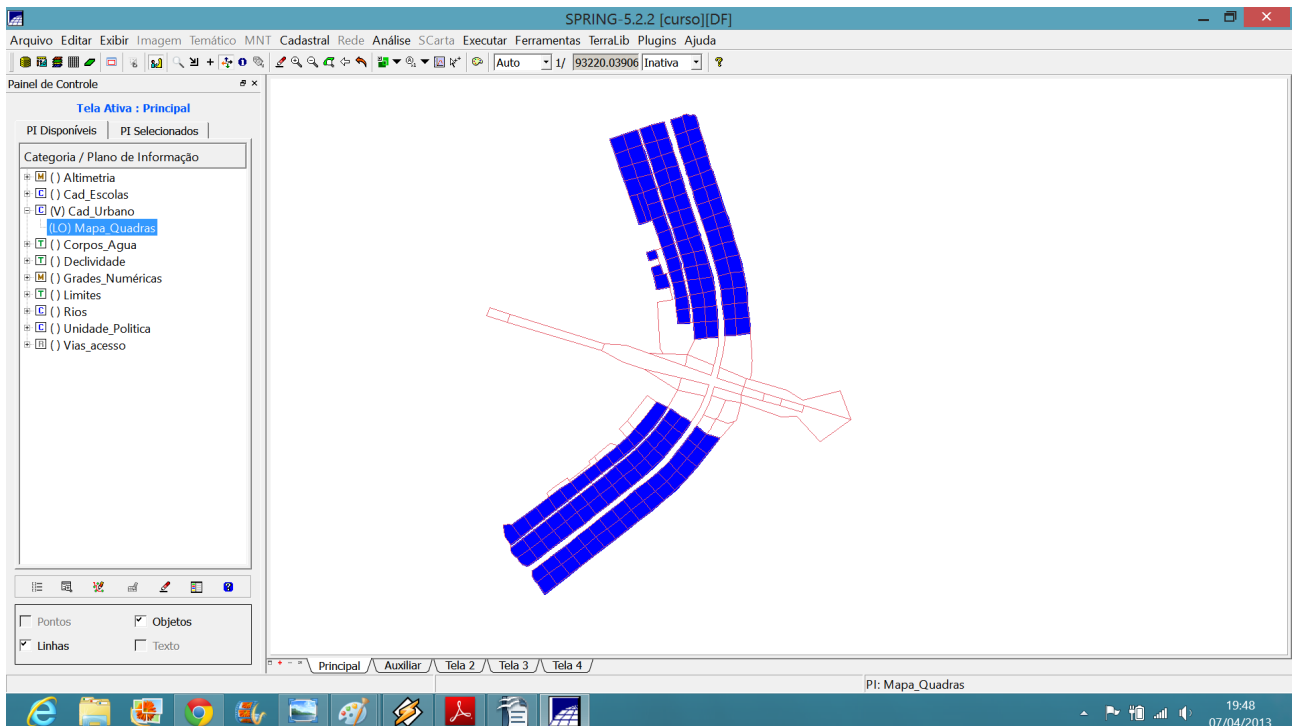 SPRING-5.2.2 [curso][DF]
Arquivo Editar Exibir Imagem Temático MNT Cadastral Rede Análise SCarta Executar Ferramentas TerraLib Plugins Ajuda
Auto 1/ 93220.03906 Inativa
Painel de Controle
Tela Ativa : Principal
PI Disponíveis PI Selecionados
Categoria / Plano de Informação
M ( ) Altimetria
C ( ) Cad_Escolas
C (V) Cad_Urbano
(LO) Mapa_Quadras
T ( ) Corpos_Agua
T ( ) Declividade
M ( ) Grades_Numéricas
T ( ) Limites
C ( ) Rios
C ( ) Unidade_Politica
R ( ) Vias_acesso
Pontos Objetos
Linhas Texto
Principal Auxiliar Tela 2 Tela 3 Tela 4
PI: Mapa_Quadras
19:48
07/04/2013